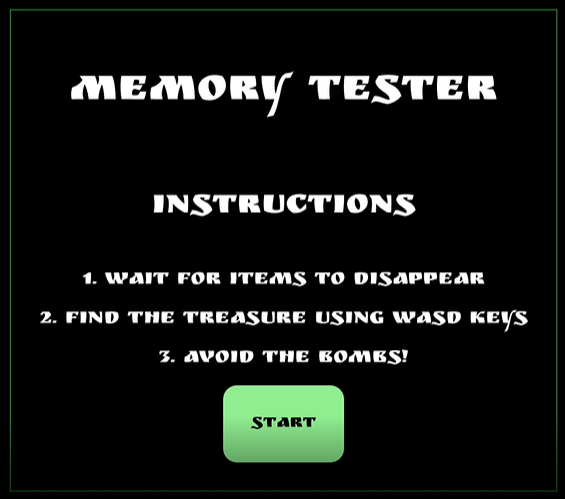 MEMORY TESTER
INSTRUCTIONS
1. WAIT FOR ITEMS TO DISAPPEAR
2. FIND THE TREASURE USING WASD KEYS
3. AVOID THE BOMBS!
START